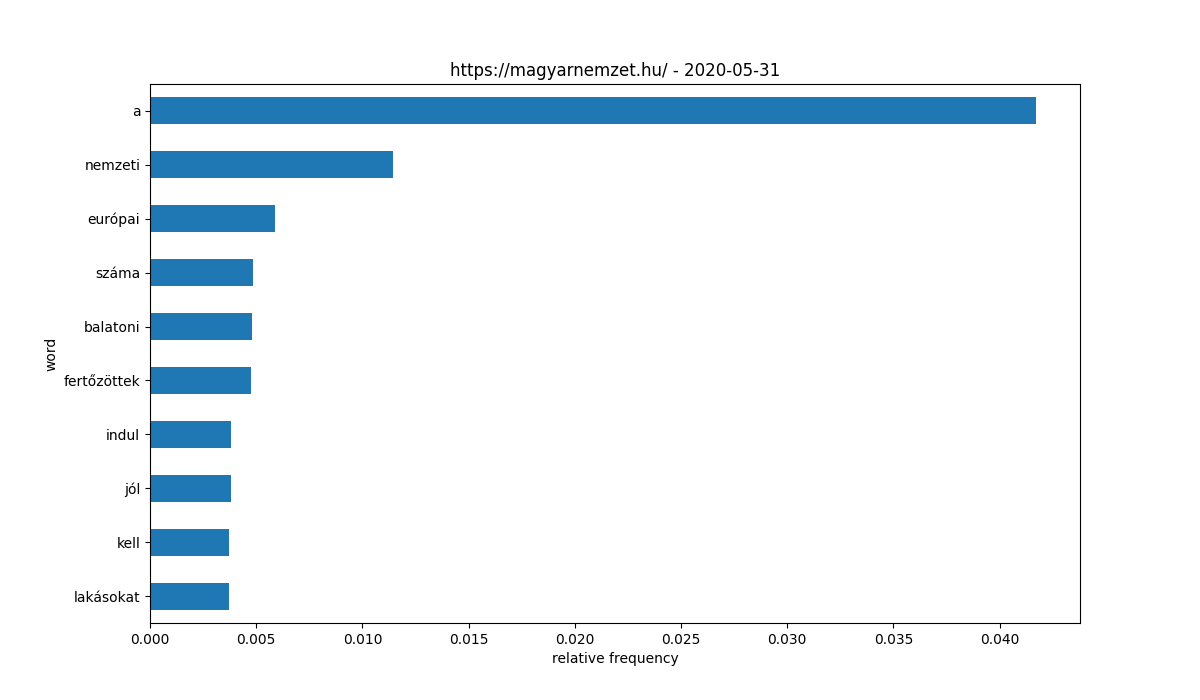 https://magyarnemzet.hu/ - 2020-05-31
a
nemzeti
európai
száma
balatoni
fertőzöttek
indul
jól
kell
lakásokat
word
0.000 0.005 0.010 0.015 0.020 0.025 0.030 0.035 0.040
relative frequency